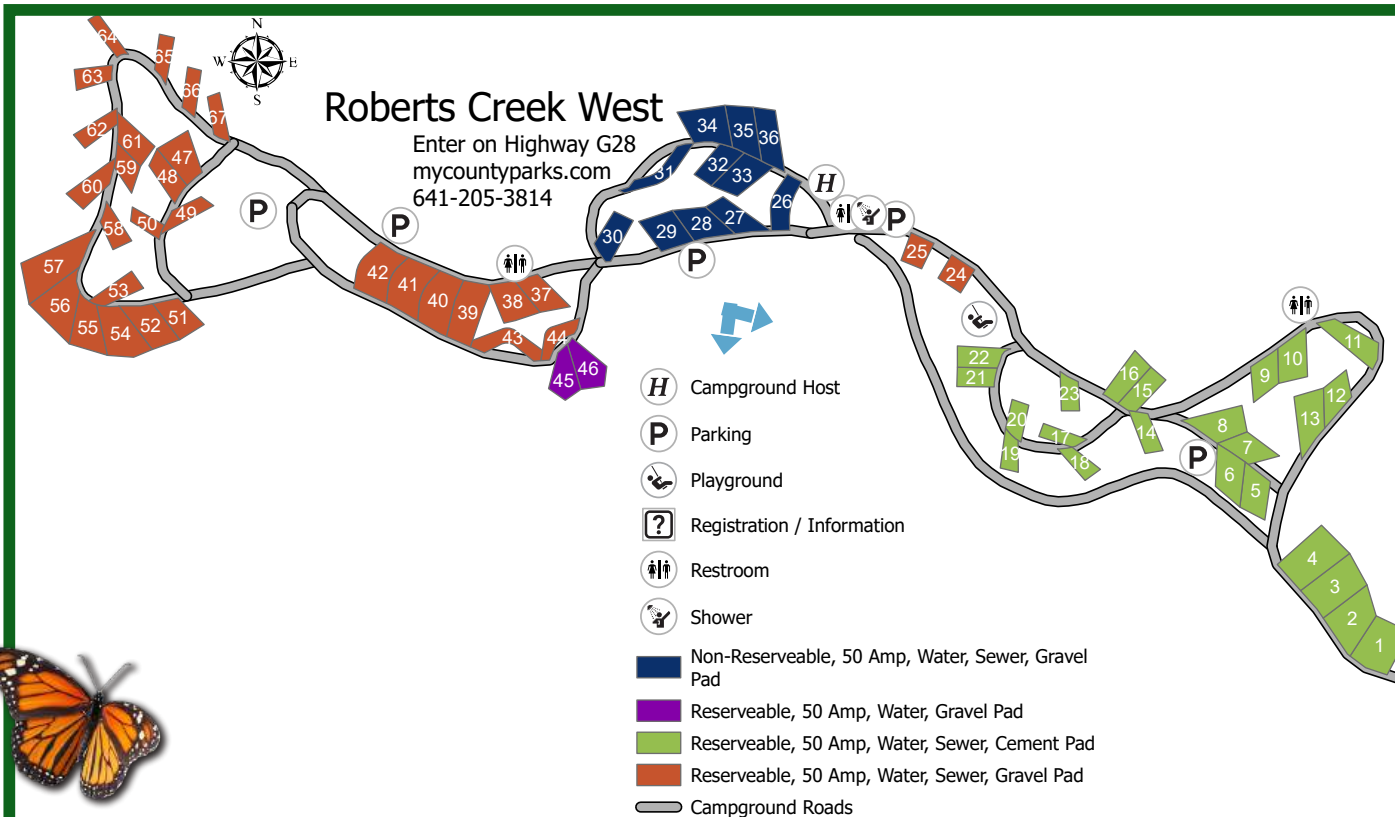 N
W
E
S
Roberts Creek West
Enter on Highway G28
mycountyparks.com
641-205-3814
64
65
63
66
67
62
61
47
59
48
60
50
49
58
57
53
56
55
54
52
51
P
P
42
41
40
39
38
37
43
44
45
46
34
35
36
32
33
31
26
30
29
28
27
P
H
P
25
24
22
21
23
16
15
20
19
17
18
14
11
10
9
12
13
8
7
P
6
5
4
3
2
1
H Campground Host
P Parking
Playground
? Registration / Information
Restroom
Shower
Non-Reserveable, 50 Amp, Water, Sewer, Gravel
Pad
Reserveable, 50 Amp, Water, Gravel Pad
Reserveable, 50 Amp, Water, Sewer, Cement Pad
Reserveable, 50 Amp, Water, Sewer, Gravel Pad
Campground Roads